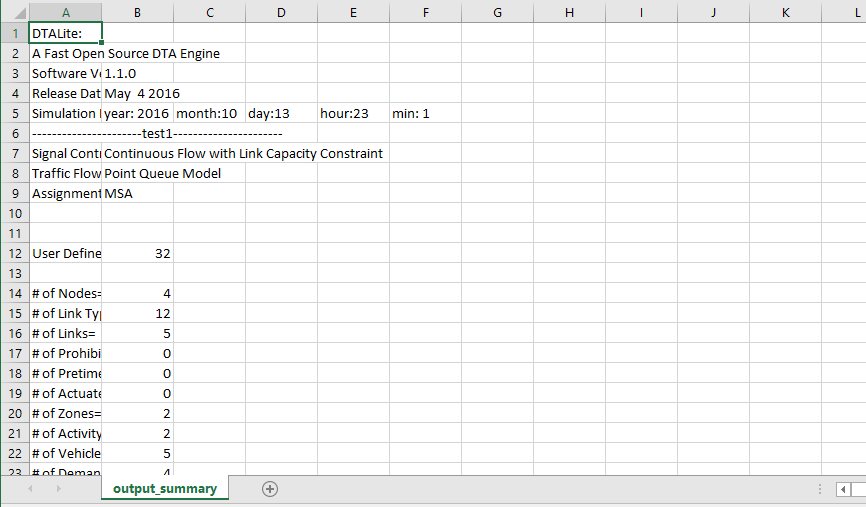 A B C D E F G H I J K L
1 DTALite:
2 A Fast Open Source DTA Engine
3 Software Ve 1.1.0
4 Release Dat May  4 2016
5 Simulation year: 2016 month:10 day:13 hour:23 min: 1
6 ----------------------test1----------------------
7 Signal Conti Continuous Flow with Link Capacity Constraint
8 Traffic Flow Point Queue Model
9 Assignment MSA
10
11
12 User Define 32
13
14 # of Nodes= 4
15 # of Link Typ 12
16 # of Links= 5
17 # of Prohibi 0
18 # of Pretime 0
19 # of Actuate 0
20 # of Zones= 2
21 # of Activity 2
22 # of Vehicle 5
23 # of Deman 4
output_summary